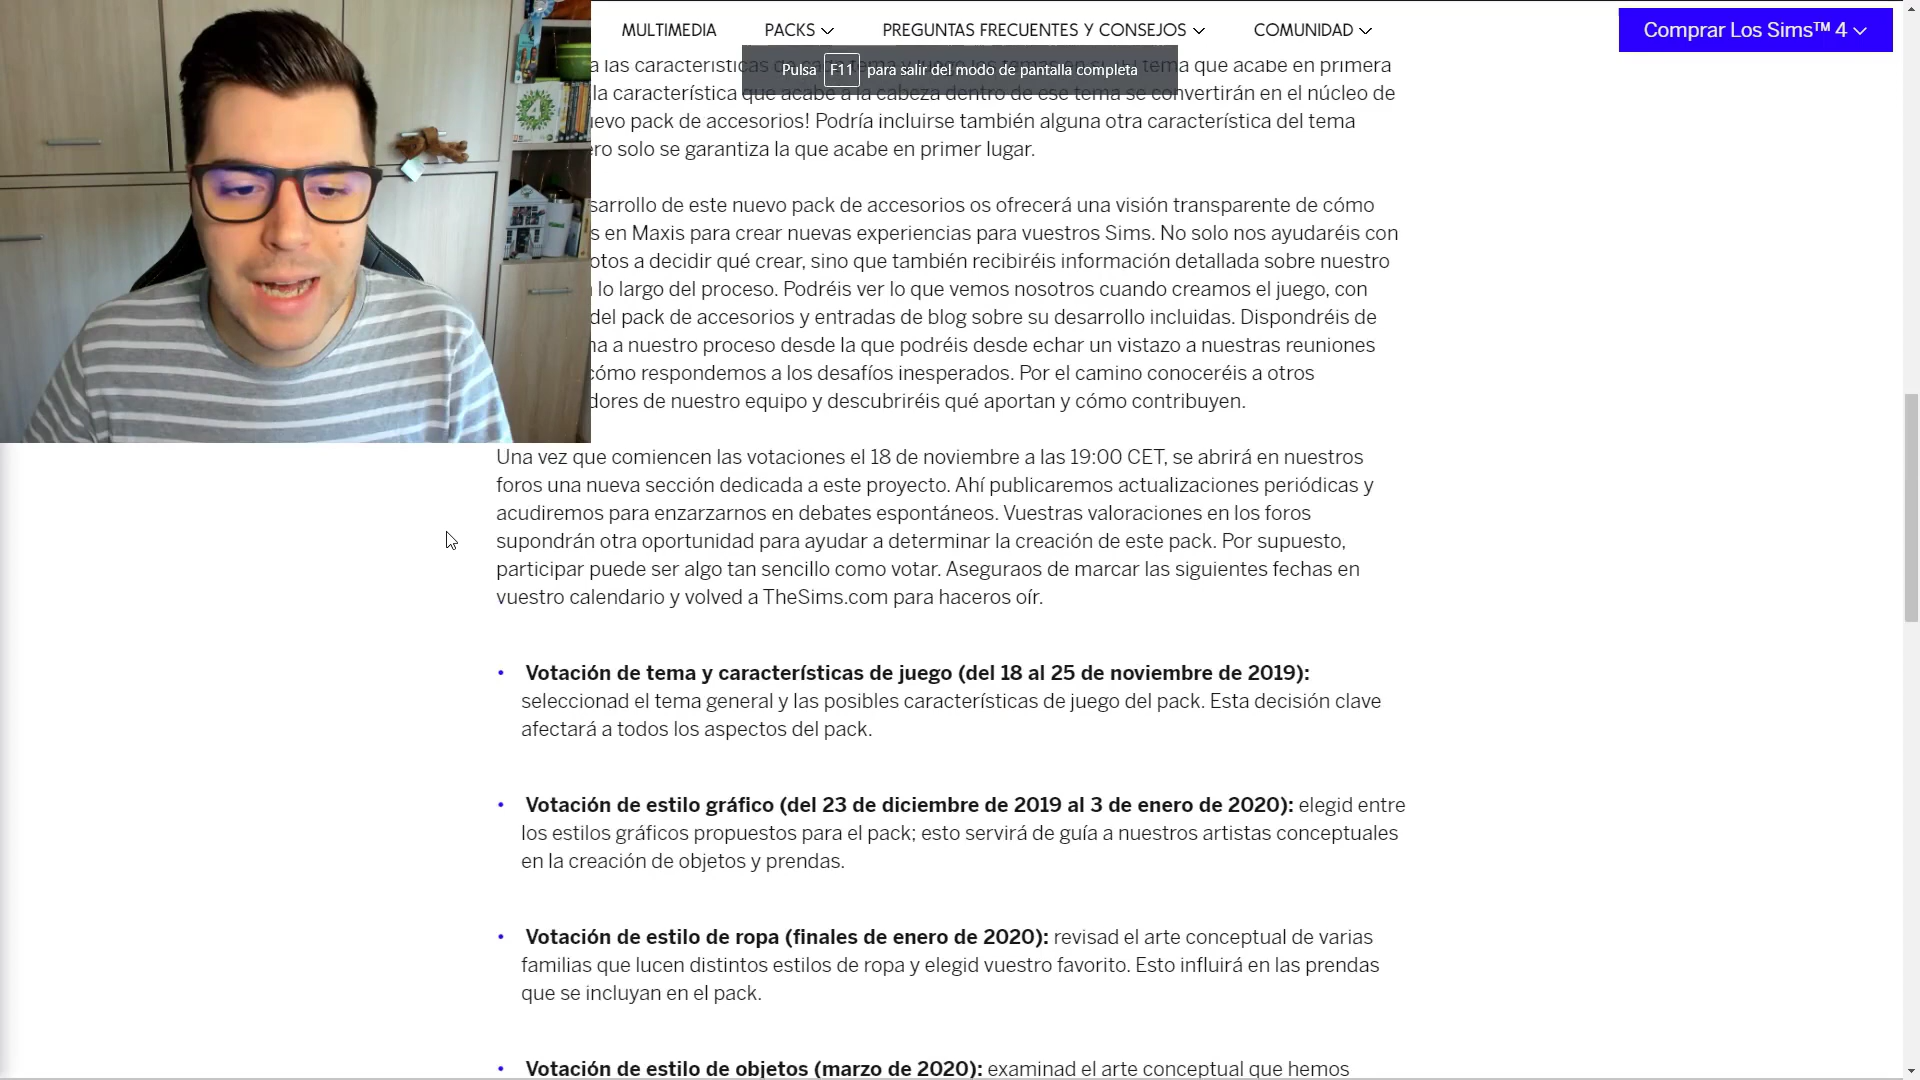 MULTIMEDIA PACKS PREGUNTAS FRECUENTES Y CONSEJOS COMUNIDAD Comprar Los Sims™ 4
Pulsa F11 para salir del modo de pantalla completa
a las características tema que acabe en primera
la característica que acabe a la cabeza dentro de ese tema se convertirán en el núcleo de
evo pack de accesorios! Podría incluirse también alguna otra característica del tema
ro solo se garantiza la que acabe en primer lugar.
sarrollo de este nuevo pack de accesorios os ofrecerá una visión transparente de cómo
s en Maxis para crear nuevas experiencias para vuestros Sims. No solo nos ayudaréis con
otos a decidir qué crear, sino que también recibiréis información detallada sobre nuestro
lo largo del proceso. Podréis ver lo que vemos nosotros cuando creamos el juego, con
del pack de accesorios y entradas de blog sobre su desarrollo incluidas. Dispondréis de
na a nuestro proceso desde la que podréis desde echar un vistazo a nuestras reuniones
cómo respondemos a los desafíos inesperados. Por el camino conoceréis a otros
dores de nuestro equipo y descubriréis qué aportan y cómo contribuyen.
Una vez que comiencen las votaciones el 18 de noviembre a las 19:00 CET, se abrirá en nuestros
foros una nueva sección dedicada a este proyecto. Ahí publicaremos actualizaciones periódicas y
acudiremos para enzarzarnos en debates espontáneos. Vuestras valoraciones en los foros
supondrán otra oportunidad para ayudar a determinar la creación de este pack. Por supuesto,
participar puede ser algo tan sencillo como votar. Aseguraos de marcar las siguientes fechas en
vuestro calendario y volved a TheSims.com para haceros oír.
• Votación de tema y características de juego (del 18 al 25 de noviembre de 2019):
seleccionad el tema general y las posibles características de juego del pack. Esta decisión clave
afectará a todos los aspectos del pack.
• Votación de estilo gráfico (del 23 de diciembre de 2019 al 3 de enero de 2020): elegid entre
los estilos gráficos propuestos para el pack; esto servirá de guía a nuestros artistas conceptuales
en la creación de objetos y prendas.
• Votación de estilo de ropa (finales de enero de 2020): revisad el arte conceptual de varias
familias que lucen distintos estilos de ropa y elegid vuestro favorito. Esto influirá en las prendas
que se incluyan en el pack.
• Votación de estilo de objetos (marzo de 2020): examinad el arte conceptual que hemos